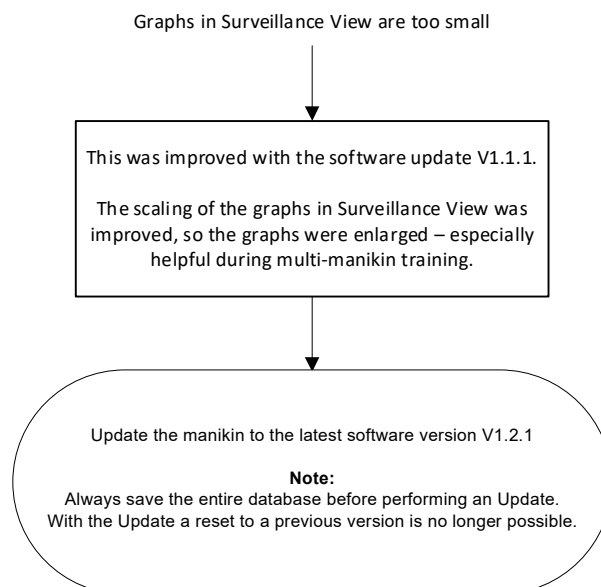 Graphs in Surveillance View are too small
This was improved with the software update V1.1.1.
The scaling of the graphs in Surveillance View was
improved, so the graphs were enlarged – especially
helpful during multi-manikin training.
Update the manikin to the latest software version V1.2.1
Note:
Always save the entire database before performing an Update.
With the Update a reset to a previous version is no longer possible.